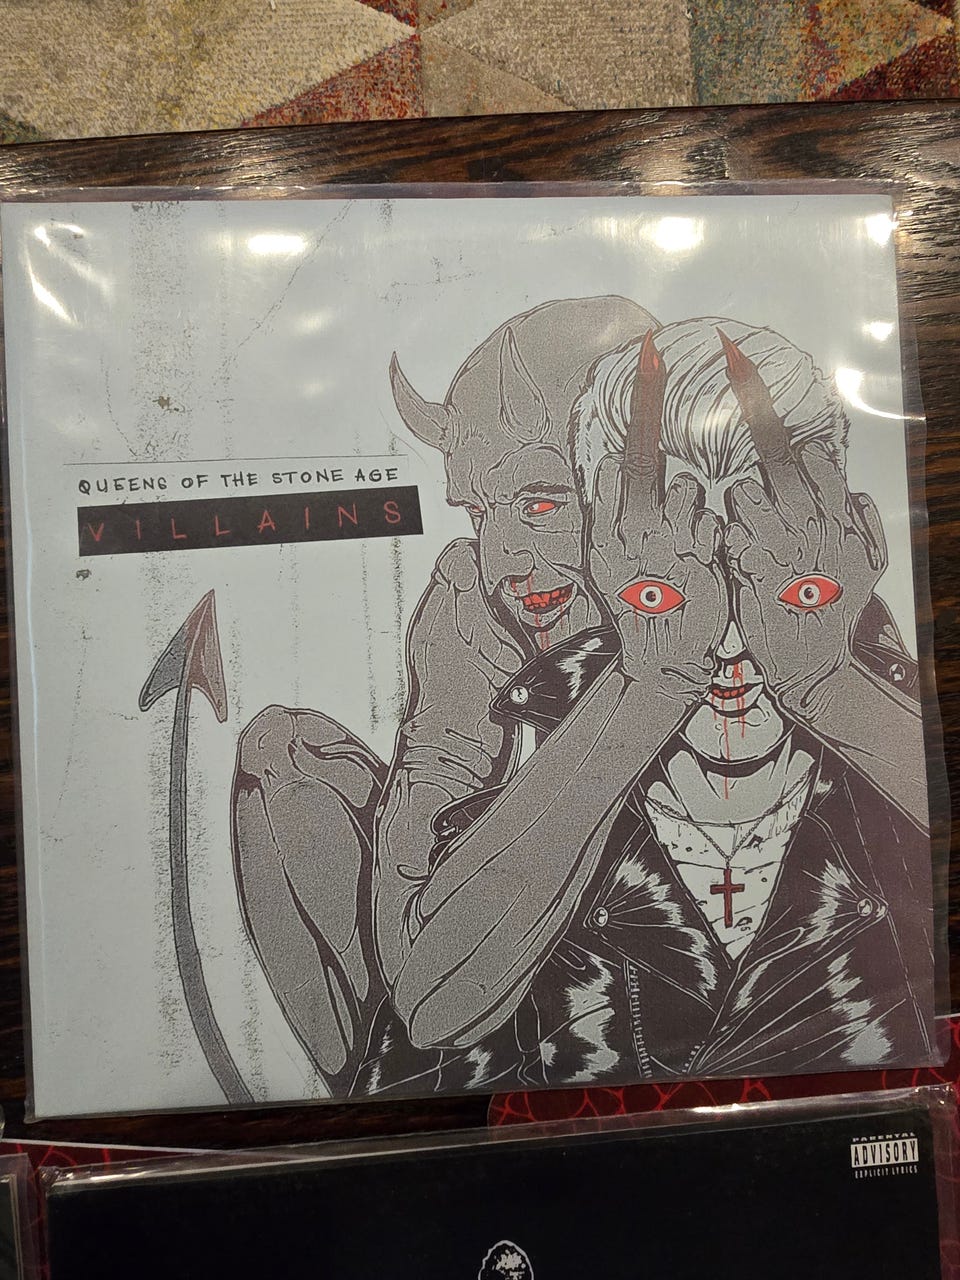 QUEENS OF THE STONE AGE
VILLAINS
PARENTAL
ADVISORY
EXPLICIT LYRICS